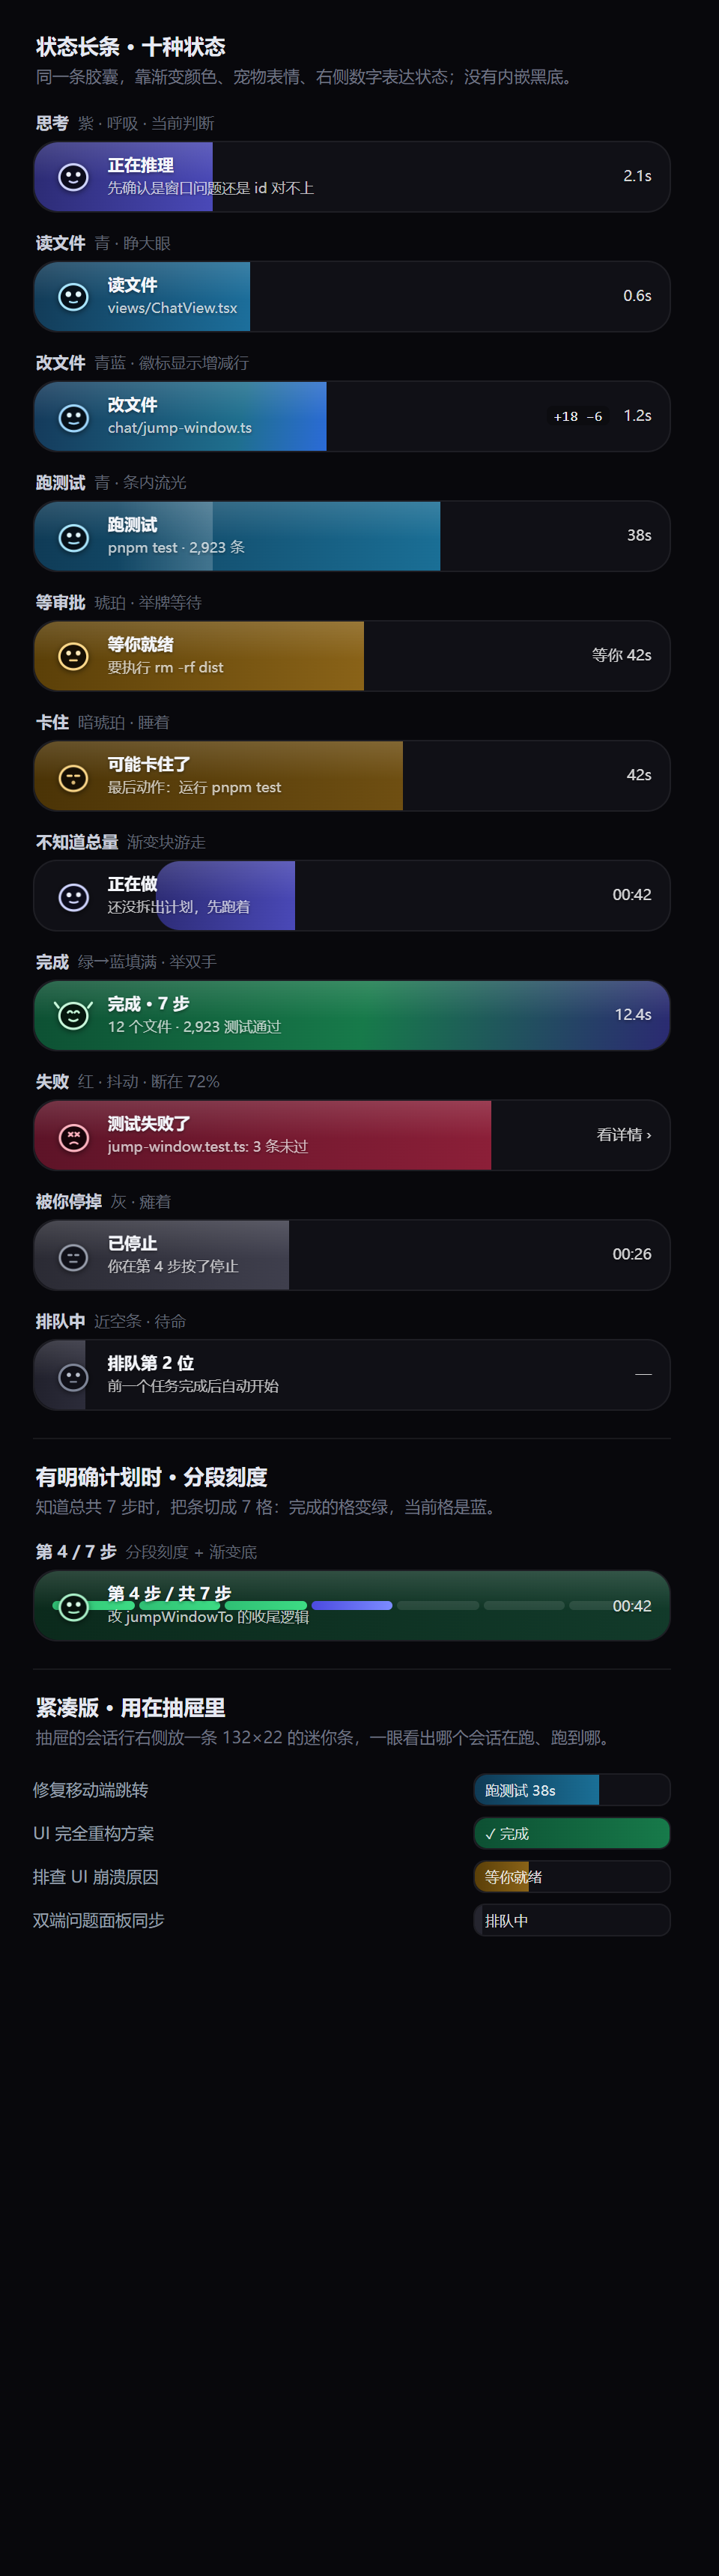 状态长条 · 十种状态
同一条胶囊，靠渐变颜色、宠物表情、右侧数字表达状态；没有内嵌黑底。
思考 紫 · 呼吸 · 当前判断
正在推理
先确认是窗口问题还是 id 对不上
2.1s
读文件 青 · 睁大眼
读文件
views/ChatView.tsx
0.6s
改文件 青蓝 · 徽标显示增减行
改文件
chat/jump-window.ts
+18 −6 1.2s
跑测试 青 · 条内流光
跑测试
pnpm test · 2,923 条
38s
等审批 琥珀 · 举牌等待
等你就绪
要执行 rm -rf dist
等你 42s
卡住 暗琥珀 · 睡着
可能卡住了
最后动作：运行 pnpm test
42s
不知道总量 渐变块游走
正在做
还没拆出计划，先跑着
00:42
完成 绿→蓝填满 · 举双手
完成 · 7 步
12 个文件 · 2,923 测试通过
12.4s
失败 红 · 抖动 · 断在 72%
测试失败了
jump-window.test.ts: 3 条未过
看详情 ›
被你停掉 灰 · 瘫着
已停止
你在第 4 步按了停止
00:26
排队中 近空条 · 待命
排队第 2 位
前一个任务完成后自动开始
—
有明确计划时 · 分段刻度
知道总共 7 步时，把条切成 7 格：完成的格变绿，当前格是蓝。
第 4 / 7 步 分段刻度 + 渐变底
第 4 步 / 共 7 步
改 jumpWindowTo 的收尾逻辑
00:42
紧凑版 · 用在抽屉里
抽屉的会话行右侧放一条 132×22 的迷你条，一眼看出哪个会话在跑、跑到哪。
修复移动端跳转
跑测试 38s
UI 完全重构方案
✓ 完成
排查 UI 崩溃原因
等你就绪
双端问题面板同步
排队中